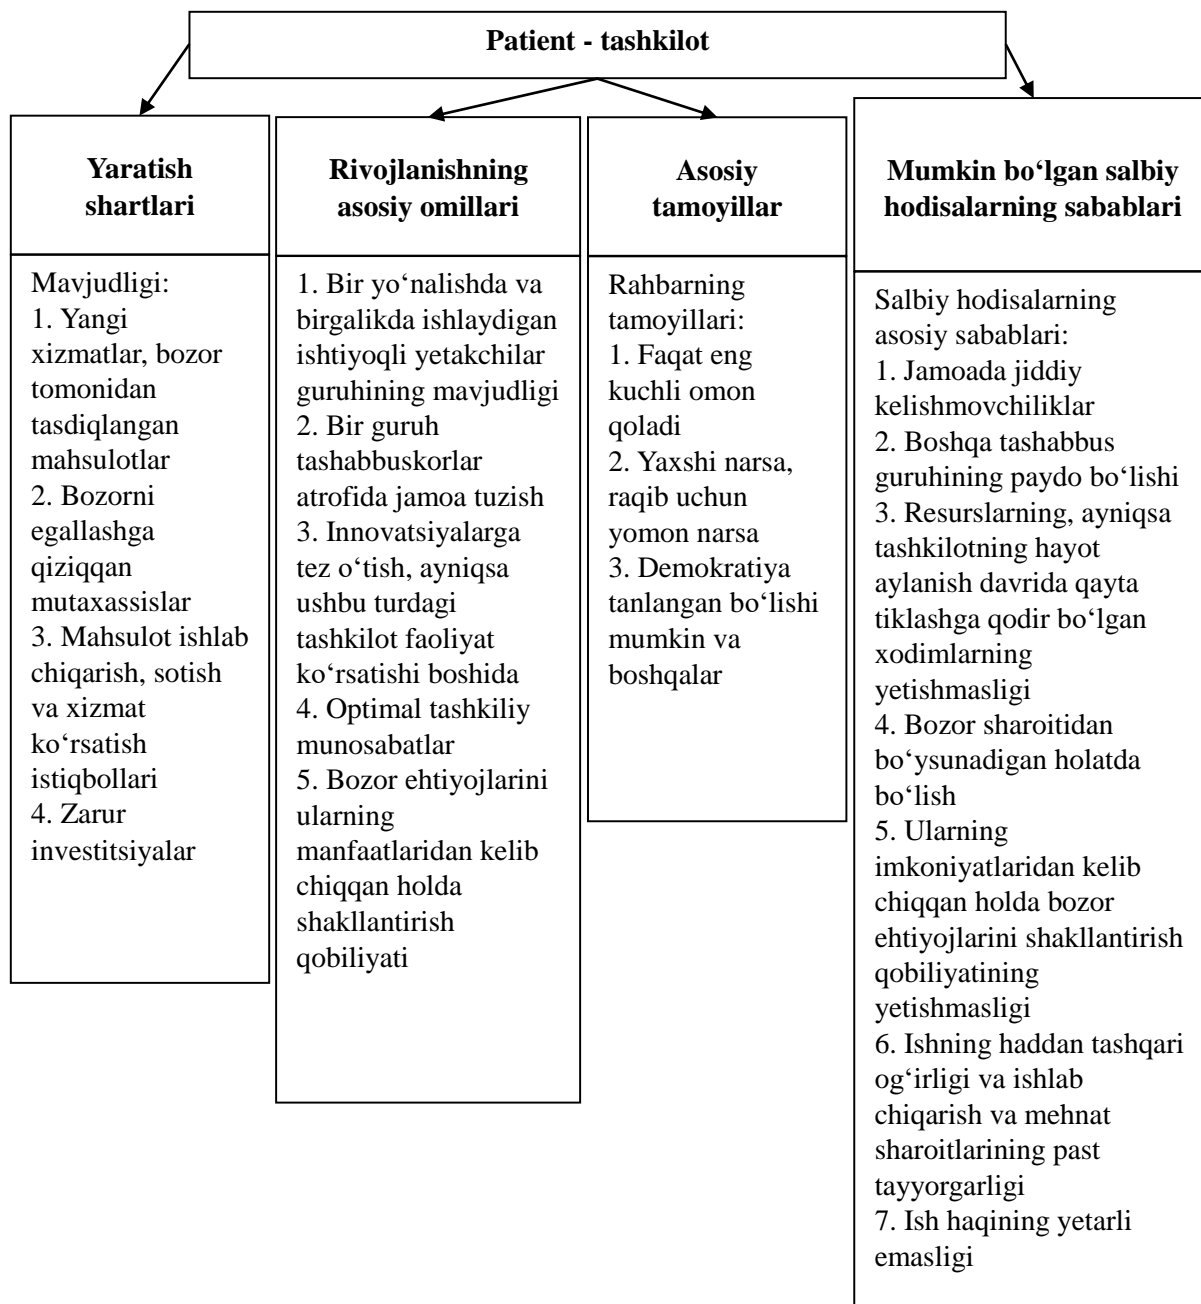 Patient - tashkilot
Yaratish
shartlari
Mavjudligi:
1. Yangi
xizmatlar, bozor
tomonidan
tasdiqlangan
mahsulotlar
2. Bozorni
egallashga
qiziqqan
mutaxassislar
3. Mahsulot ishlab
chiqarish, sotish
va xizmat
ko‘rsatish
istiqbollari
4. Zarur
investitsiyalar
Rivojlanishning
asosiy omillari
1. Bir yo‘nalishda va
birgalikda ishlaydigan
ishtiyoqli yetakchilar
guruhining mavjudligi
2. Bir guruh
tashabbuskorlar
atrofida jamoa tuzish
3. Innovatsiyalarga
tez o‘tish, ayniqsa
ushbu turdagi
tashkilot faoliyat
ko‘rsatishi boshida
4. Optimal tashkiliy
munosabatlar
5. Bozor ehtiyojlarini
ularning
manfaatlaridan kelib
chiqqan holda
shakllantirish
qobiliyati
Asosiy
tamoyillar
Rahbarning
tamoyillari:
1. Faqat eng
kuchli omon
qoladi
2. Yaxshi narsa,
raqib uchun
yomon narsa
3. Demokratiya
tanlangan bo‘lishi
mumkin va
boshqalar
Mumkin bo‘lgan salbiy
hodisalarning sabablari
Salbiy hodisalarning
asosiy sabablari:
1. Jamoada jiddiy
kelishmovchiliklar
2. Boshqa tashabbus
guruhining paydo bo‘lishi
3. Resurslarning, ayniqsa
tashkilotning hayot
aylanish davrida qayta
tiklashga qodir bo‘lgan
xodimlarning
yetishmasligi
4. Bozor sharoitidan
bo‘ysunadigan holatda
bo‘lish
5. Ularning
imkoniyatlaridan kelib
chiqqan holda bozor
ehtiyojlarini shakllantirish
qobiliyatining
yetishmasligi
6. Ishning haddan tashqari
og‘irligi va ishlab
chiqarish va mehnat
sharoitlarining past
tayyorgarligi
7. Ish haqining yetarli
emasligi